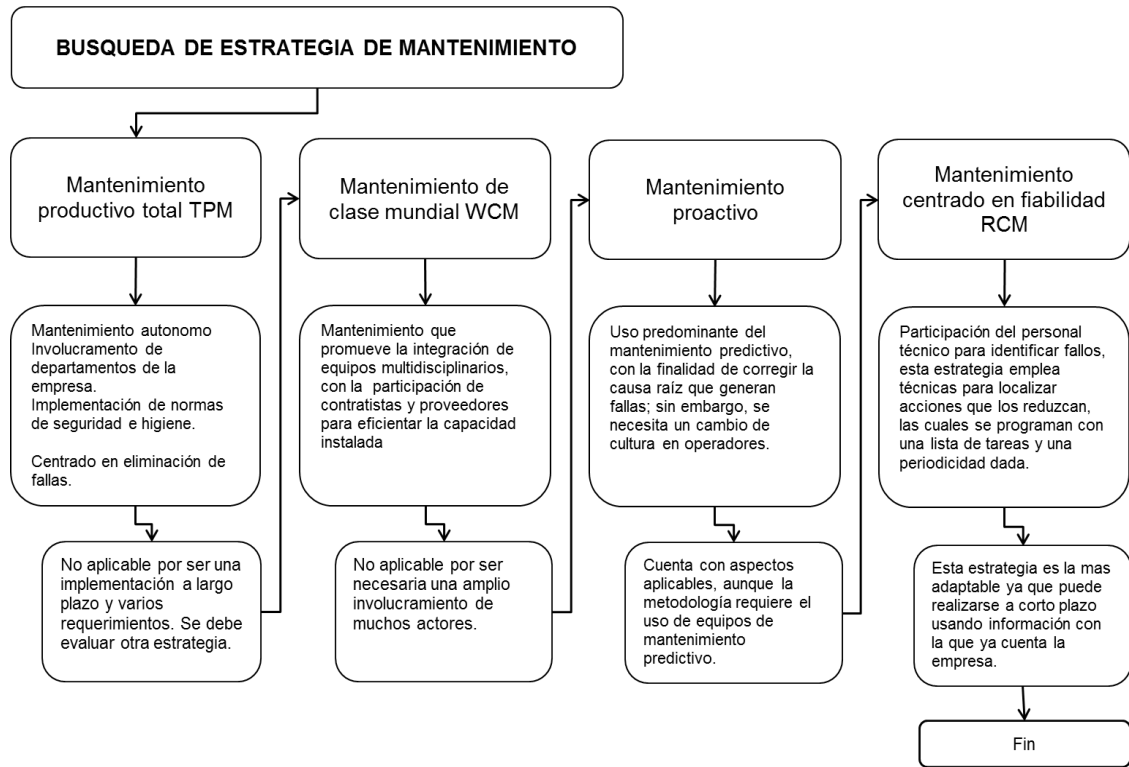 BUSQUEDA DE ESTRATEGIA DE MANTENIMIENTO
Mantenimiento
productivo total TPM
Mantenimiento autonomo
Involucramento de
departamentos de la
empresa.
Implementación de normas
de seguridad e higiene.
Centrado en eliminación de
fallas.
No aplicable por ser una
implementación a largo
plazo y varios
requerimientos. Se debe
evaluar otra estrategia.
Mantenimiento de
clase mundial WCM
Mantenimiento que
promueve la integración de
equipos multidisciplinarios,
con la participación de
contratistas y proveedores
para eficientar la capacidad
instalada
No aplicable por ser
necesaria una amplio
involucramiento de
muchos actores.
Mantenimiento
proactivo
Uso predominante del
mantenimiento predictivo,
con la finalidad de corregir la
causa raíz que generan
fallas; sin embargo, se
necesita un cambio de
cultura en operadores.
Cuenta con aspectos
aplicables, aunque la
metodología requiere el
uso de equipos de
mantenimiento
predictivo.
Mantenimiento
centrado en fiabilidad
RCM
Participación del personal
técnico para identificar fallos,
esta estrategia emplea
técnicas para localizar
acciones que los reduzcan,
las cuales se programan con
una lista de tareas y una
periodicidad dada.
Esta estrategia es la mas
adaptable ya que puede
realizarse a corto plazo
usando información con
la que ya cuenta la
empresa.
Fin